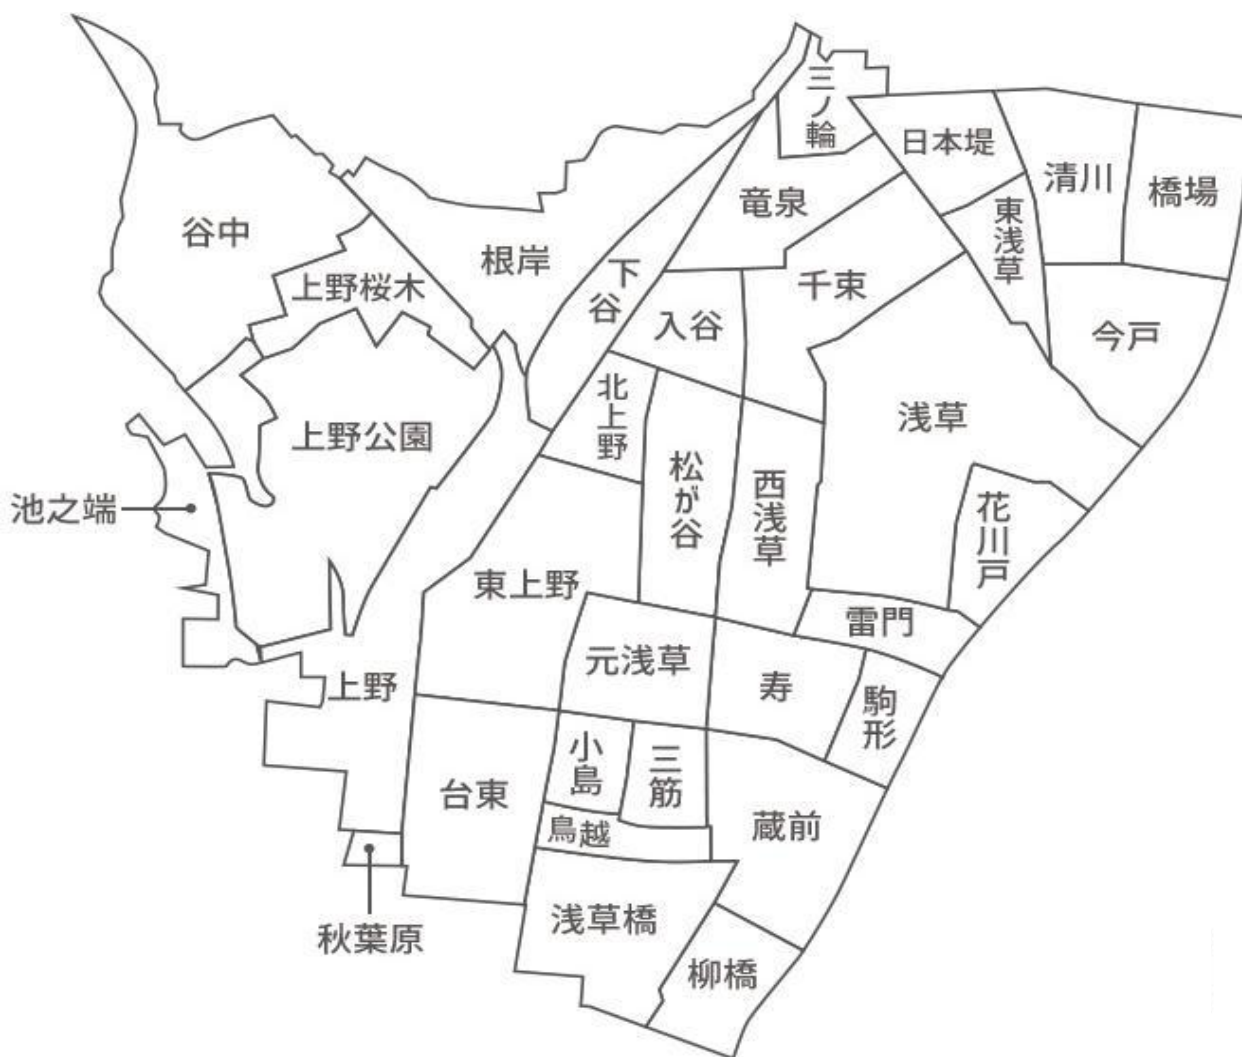 三ノ輪
日本堤
清川
橋場
竜泉
東浅草
谷中
根岸
下谷
上野桜木
千束
入谷
今戸
北上野
浅草
上野公園
松が谷
西浅草
池之端
花川戸
東上野
雷門
元浅草
寿
上野
駒形
小島
三筋
台東
鳥越
蔵前
浅草橋
秋葉原
柳橋